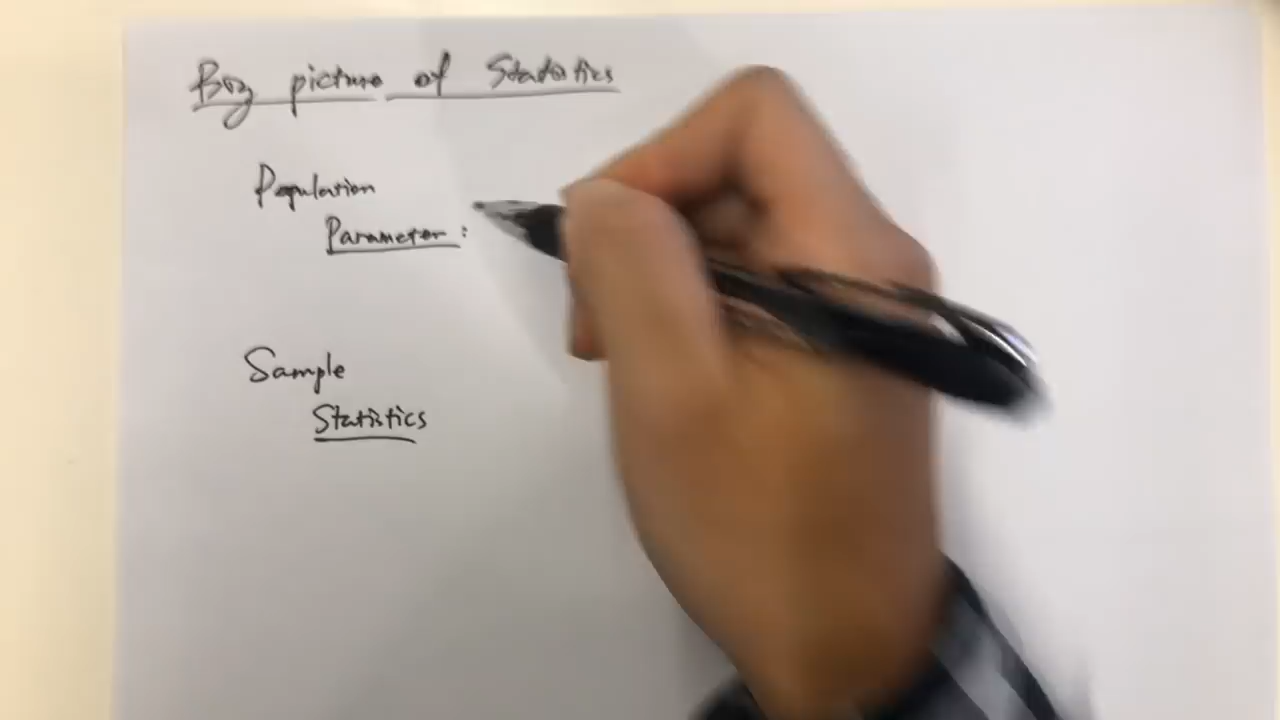 Big picture of Statistics
Population
Parameter :
Sample
Statistics